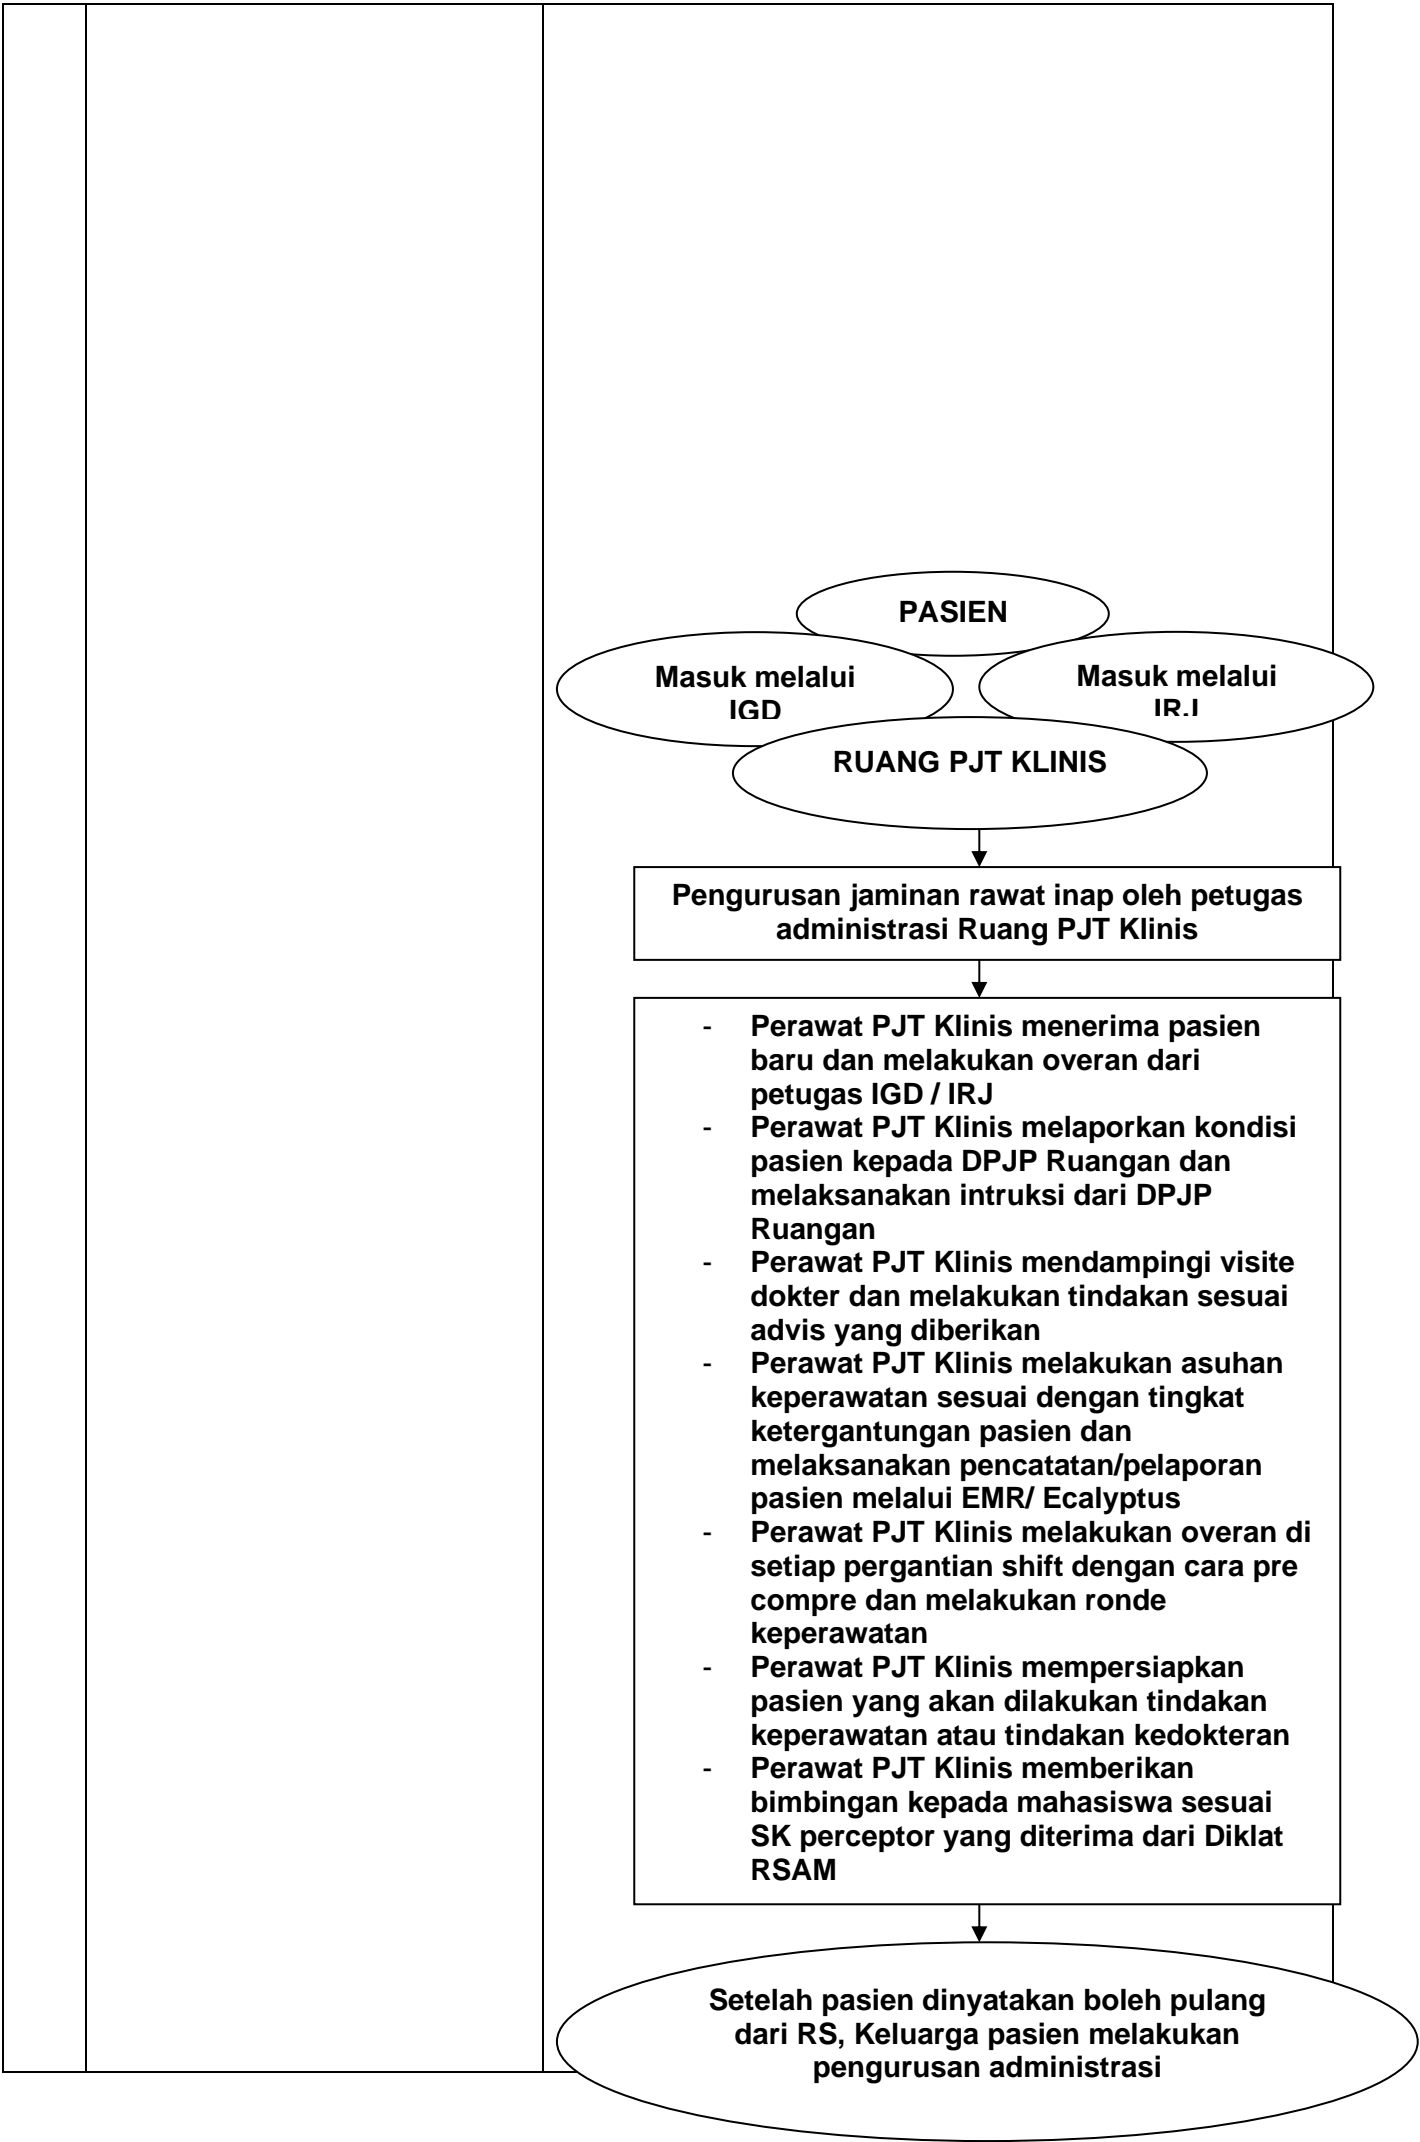 PASIEN
Masuk melalui
IGD
Masuk melalui
IRJ
RUANG PJT KLINIS
Pengurusan jaminan rawat inap oleh petugas
administrasi Ruang PJT Klinis
- Perawat PJT Klinis menerima pasien
baru dan melakukan overan dari
petugas IGD / IRJ
- Perawat PJT Klinis melaporkan kondisi
pasien kepada DPJP Ruangan dan
melaksanakan intruksi dari DPJP
Ruangan
- Perawat PJT Klinis mendampingi visite
dokter dan melakukan tindakan sesuai
advis yang diberikan
- Perawat PJT Klinis melakukan asuhan
keperawatan sesuai dengan tingkat
ketergantungan pasien dan
melaksanakan pencatatan/pelaporan
pasien melalui EMR/ Ecalyptus
- Perawat PJT Klinis melakukan overan di
setiap pergantian shift dengan cara pre
compre dan melakukan ronde
keperawatan
- Perawat PJT Klinis mempersiapkan
pasien yang akan dilakukan tindakan
keperawatan atau tindakan kedokteran
- Perawat PJT Klinis memberikan
bimbingan kepada mahasiswa sesuai
SK perceptor yang diterima dari Diklat
RSAM
Setelah pasien dinyatakan boleh pulang
dari RS, Keluarga pasien melakukan
pengurusan administrasi